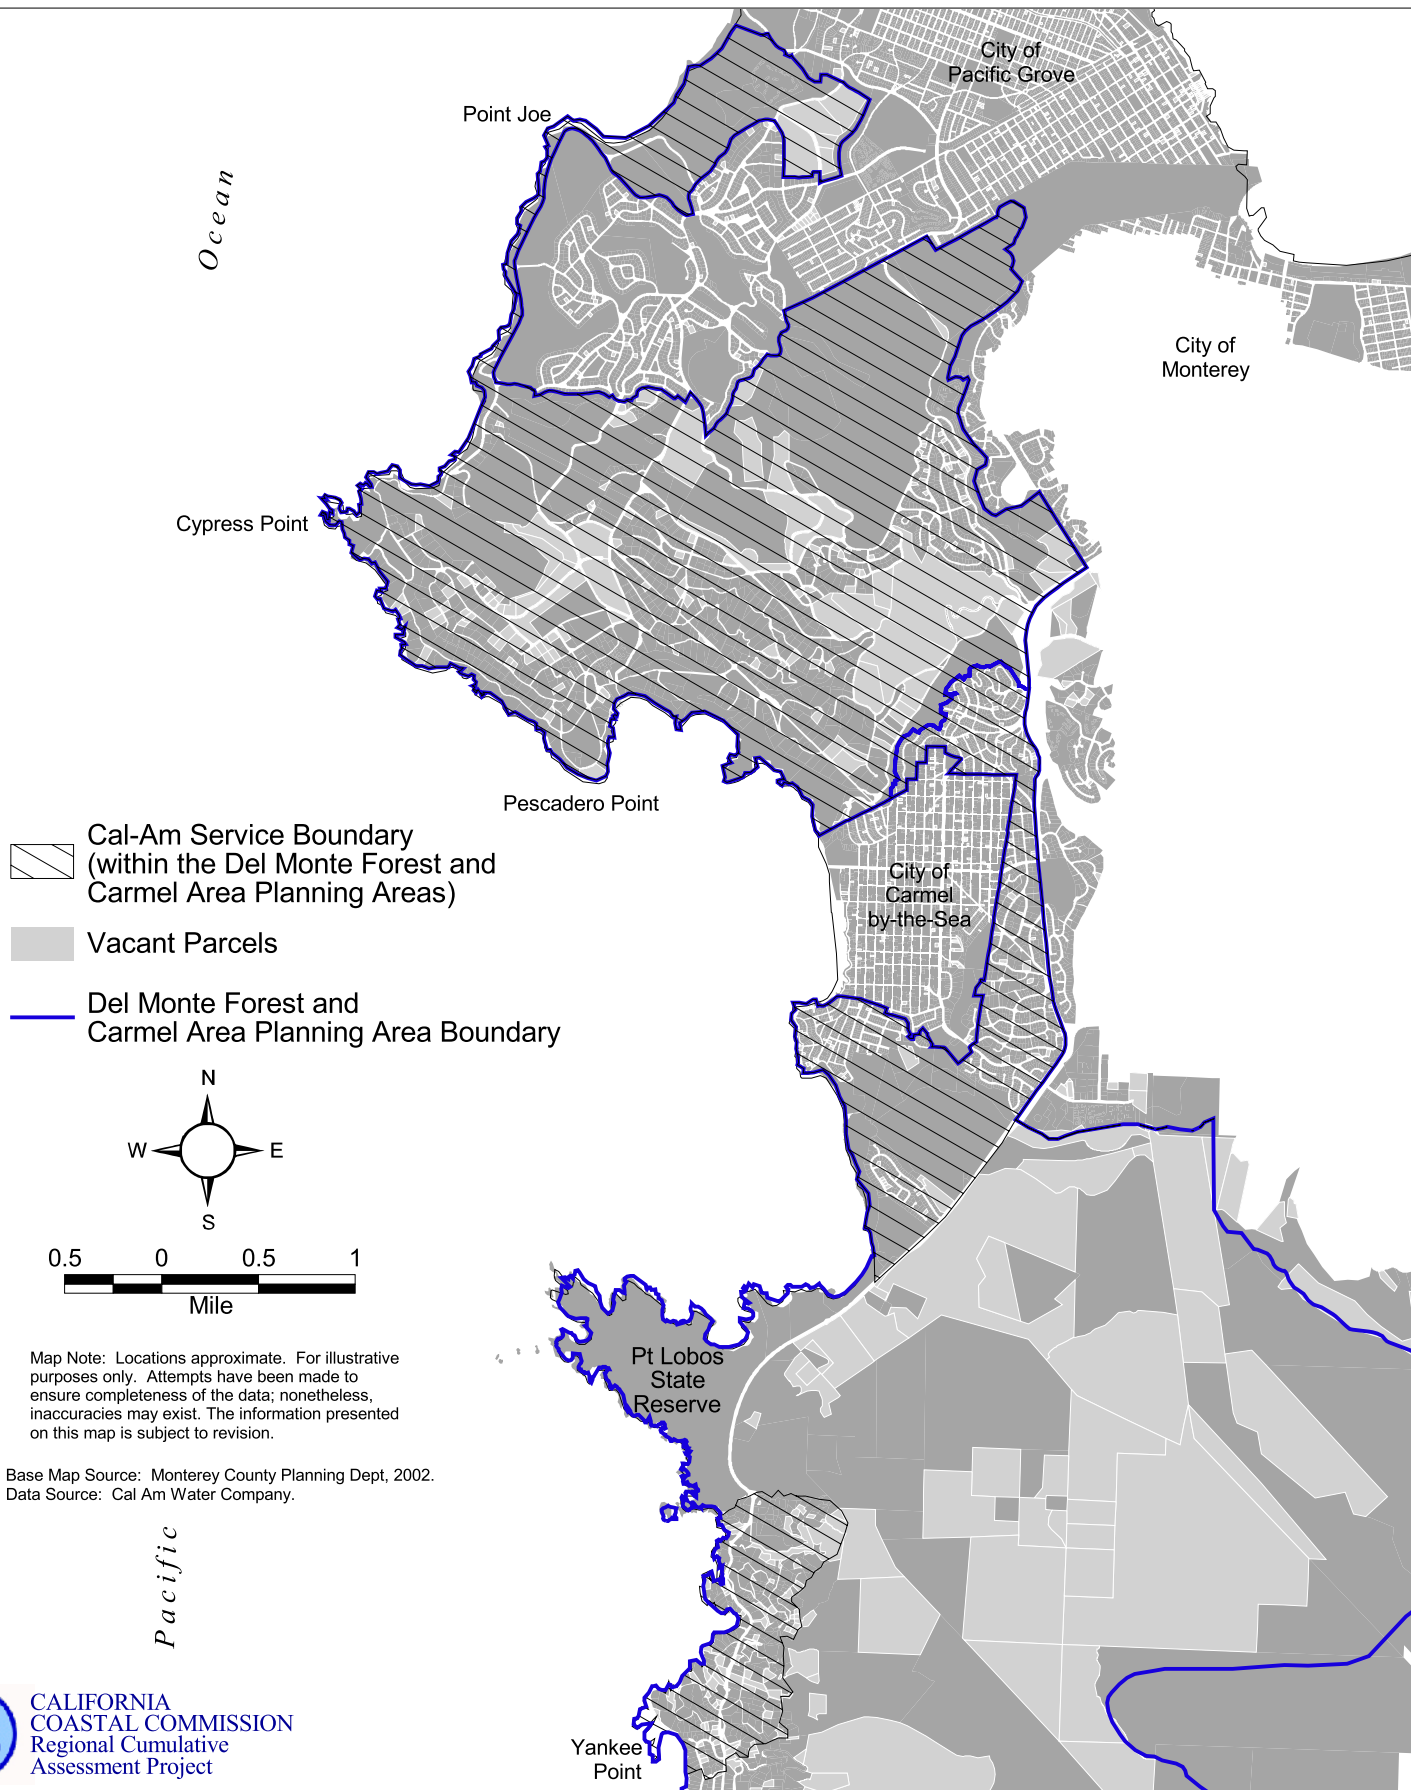 City of
Pacific Grove
Point Joe
Ocean
City of
Monterey
Cypress Point
Pescadero Point
Cal-Am Service Boundary
(within the Del Monte Forest and
Carmel Area Planning Areas)
City of
Carmel
by-the-Sea
Vacant Parcels
Del Monte Forest and
Carmel Area Planning Area Boundary
N
W
E
S
0.5 0 0.5 1
Mile
Map Note: Locations approximate. For illustrative
purposes only. Attempts have been made to
ensure completeness of the data; nonetheless,
inaccuracies may exist. The information presented
on this map is subject to revision.
Pt Lobos
State
Reserve
Base Map Source: Monterey County Planning Dept, 2002.
Data Source: Cal Am Water Company.
Pacific
CALIFORNIA
COASTAL COMMISSION
Regional Cumulative
Assessment Project
Yankee
Point